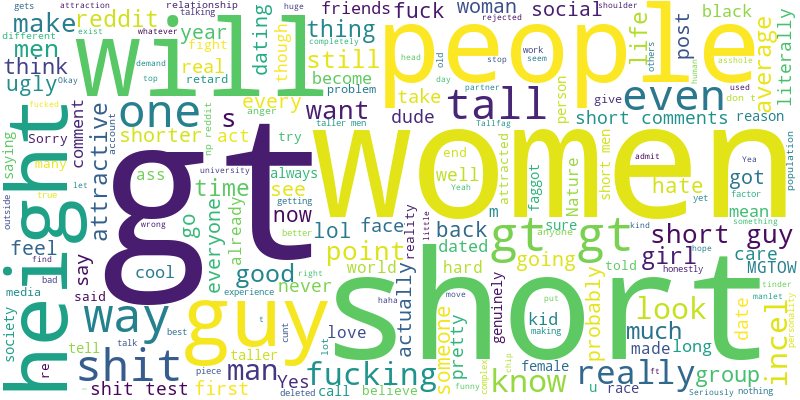 gets attraction relationship huge shoulder
make reddit friends fuck social woman black
different talking whatever rejected others
men will year dating though thing people life post average literally
exist completely
think demand top fight real retard still become head old work seem day partner human asshole
ugly Okay problem
fucked anger
one s every want take tall even used don t
person give reason
Sorry comment shorter act dude short comments
height saying account np reddit try taller men Tallfag admit Yea population
many attractive gt women
ass university always end well attracted faggot Nature short men hate got
true time see Yeah factor yet
let everyone already getting m sure anyone kind mean something
outside wrong go now lol face back gt gt short guy
cool better reality little dated told girl care MGTOW
feel say good point going hope
find right world actually hard genuinely honestly tinder
society media bad said experience never move put look date manlet personality
way guy short
re best t haha love kid probably much incel
tell talk cunt lot someone pretty making made long
shit man taller fucking know really group
piece Yes funny complex chip female race ft
shit test first deleted call believe u Seriously nothing